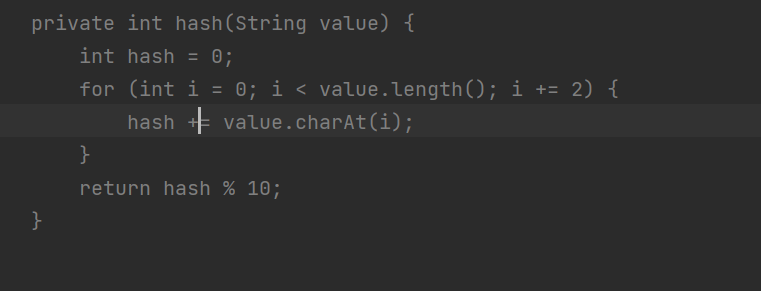 private int hash(String value) {
    int hash = 0;
    for (int i = 0; i < value.length(); i += 2) {
        hash += value.charAt(i);
    }
    return hash % 10;
}